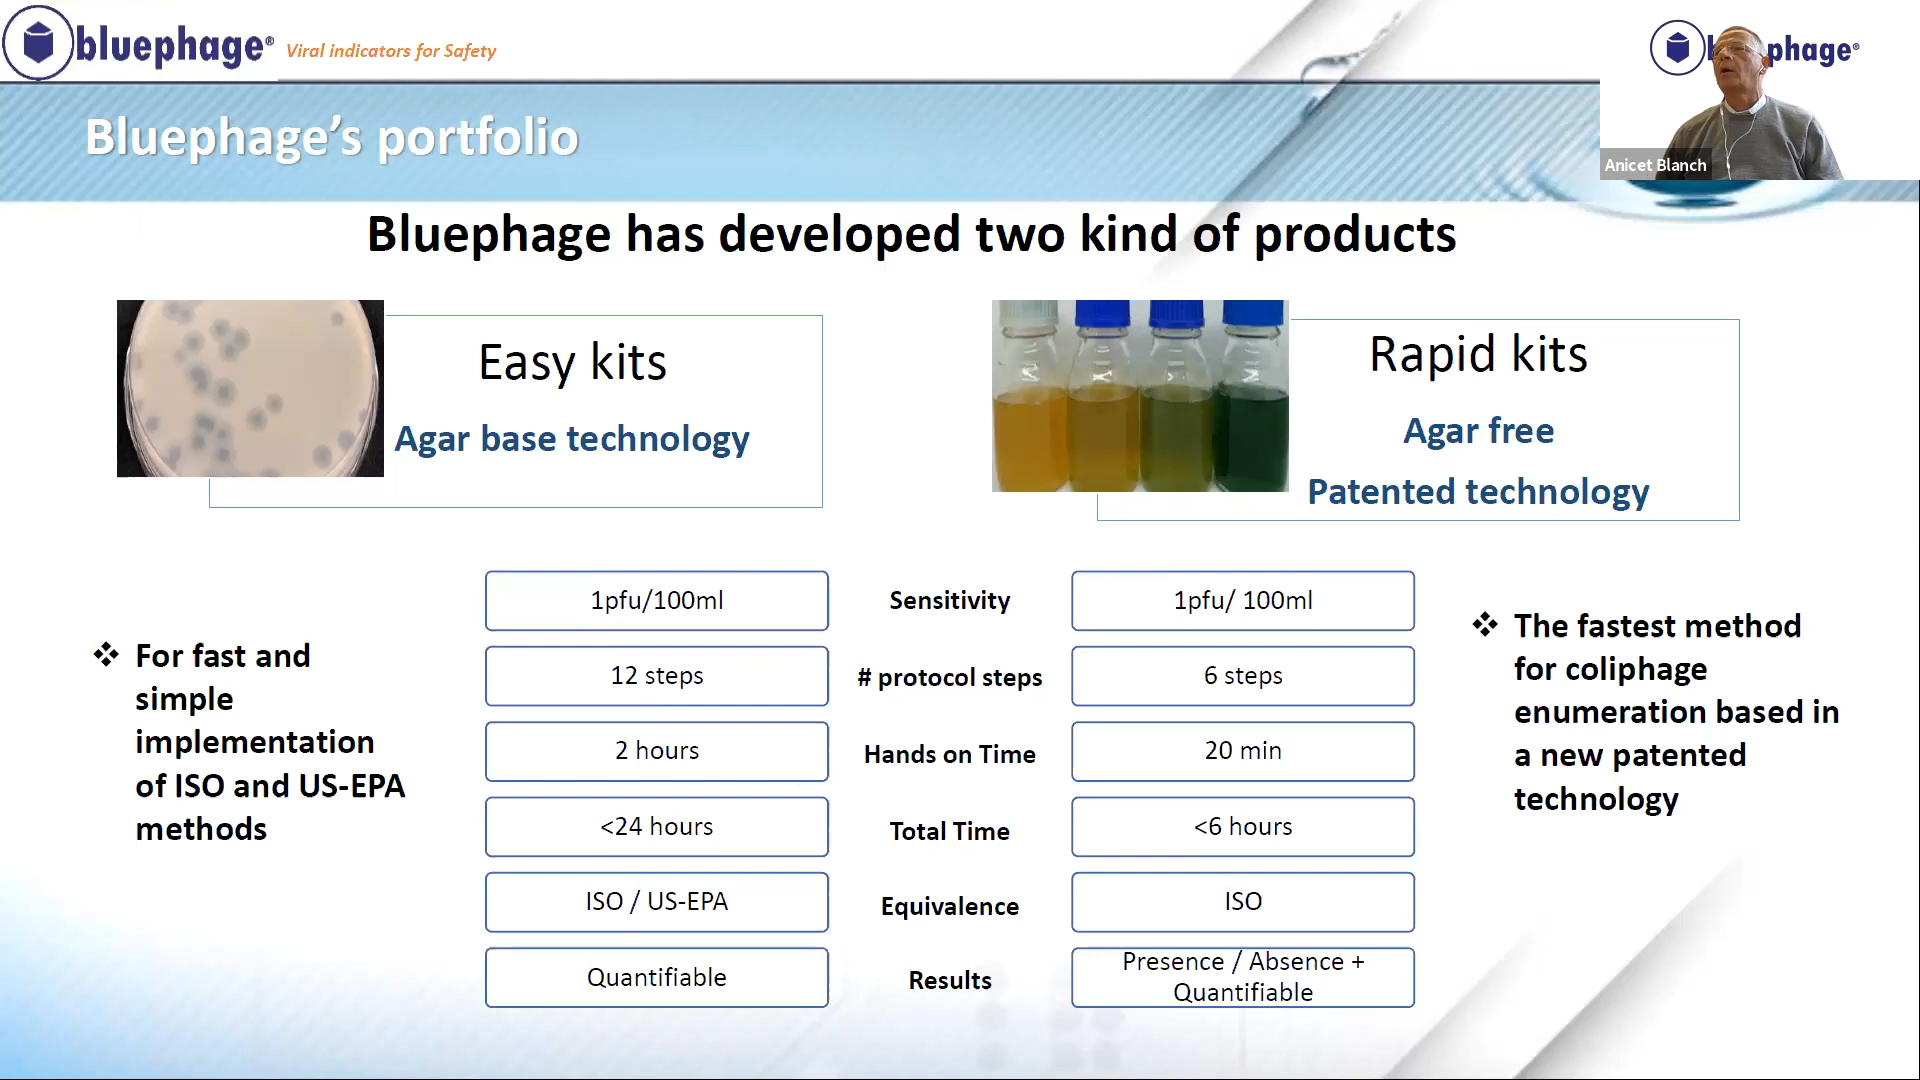 bluephage® Viral indicators for Safety
phage®
Anicet Blanch
Bluephage’s portfolio
Bluephage has developed two kind of products
Easy kits
Agar base technology
Rapid kits
Agar free
Patented technology
❖ For fast and
simple
implementation
of ISO and US-EPA
methods
1pfu/100ml Sensitivity 1pfu/ 100ml
12 steps # protocol steps 6 steps
2 hours Hands on Time 20 min
<24 hours Total Time <6 hours
ISO / US-EPA Equivalence ISO
Quantifiable Results Presence / Absence +
Quantifiable
❖ The fastest method
for coliphage
enumeration based in
a new patented
technology